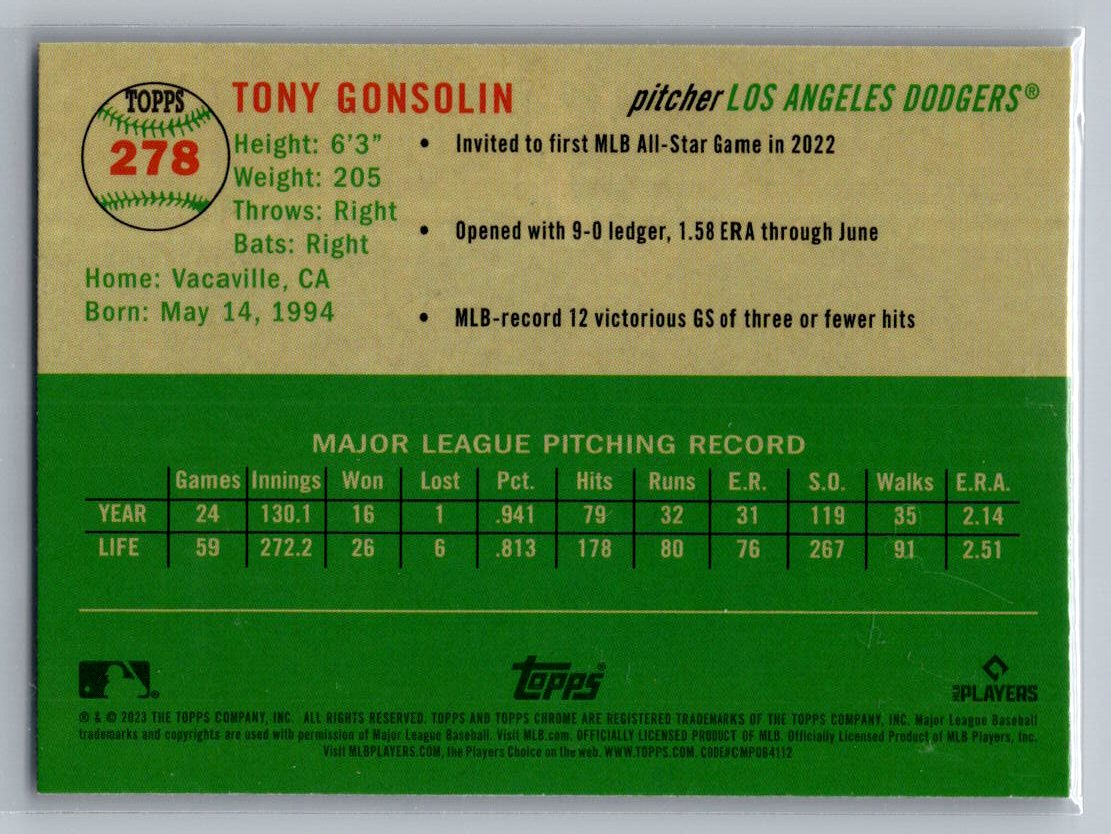 TOPPS
278
TONY GONSOLIN
pitcher LOS ANGELES DODGERS®
Height: 6'3"
Weight: 205
Throws: Right
Bats: Right
Home: Vacaville, CA
Born: May 14, 1994
• Invited to first MLB All-Star Game in 2022
• Opened with 9-0 ledger, 1.58 ERA through June
• MLB-record 12 victorious GS of three or fewer hits
MAJOR LEAGUE PITCHING RECORD
Games Innings Won Lost Pct. Hits Runs E.R. S.O. Walks E.R.A.
YEAR 24 130.1 16 1 .941 79 32 31 119 35 2.14
LIFE 59 272.2 26 6 .813 178 80 76 267 91 2.51
topps®
MLB PLAYERS
® & © 2023 THE TOPPS COMPANY, INC. ALL RIGHTS RESERVED. TOPPS AND TOPPS CHROME ARE REGISTERED TRADEMARKS OF THE TOPPS COMPANY, INC. Major League Baseball
trademarks and copyrights are used with permission of Major League Baseball. Visit MLB.com. OFFICIALLY LICENSED PRODUCT OF MLB. Officially Licensed Product of MLB Players, Inc.
Visit MLBPLAYERS.COM, the Players Choice on the web. WWW.TOPPS.COM. CODE#CMP084112